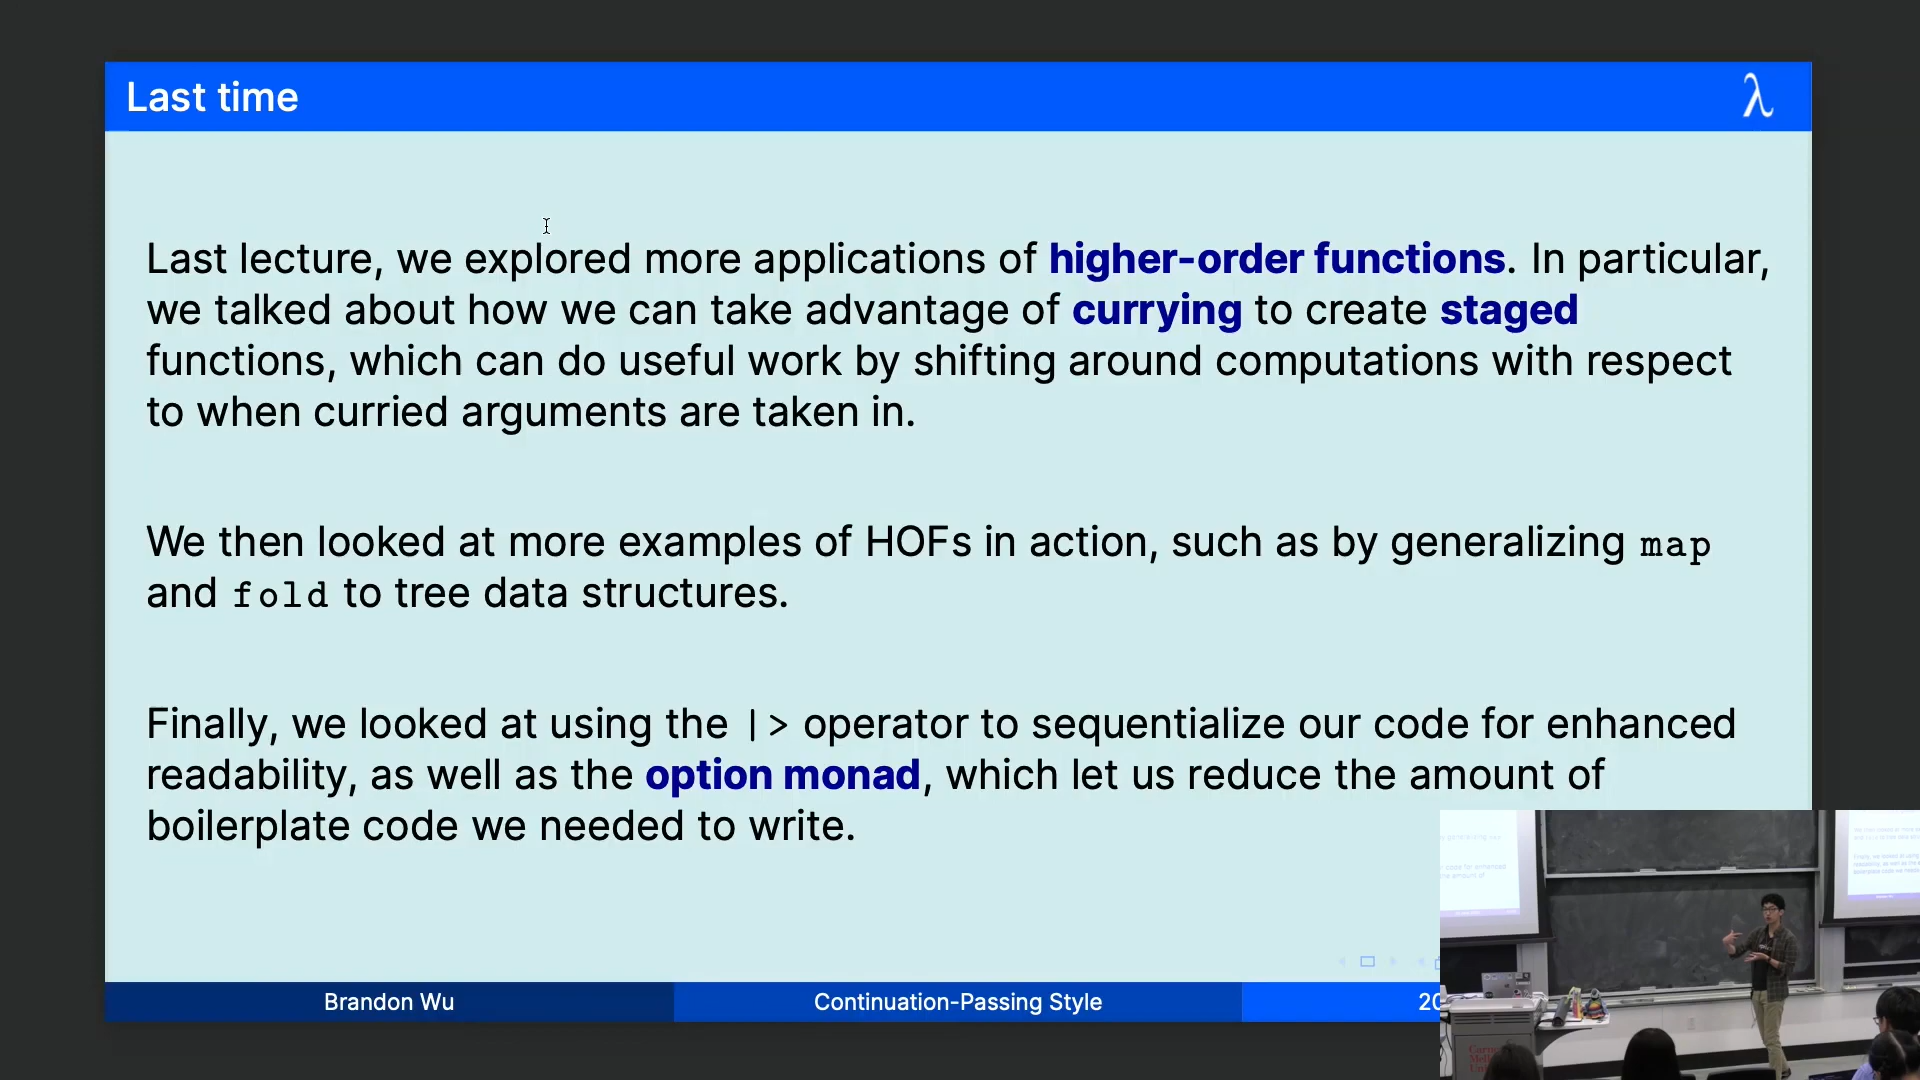 Last time
λ
Last lecture, we explored more applications of higher-order functions. In particular,
we talked about how we can take advantage of currying to create staged
functions, which can do useful work by shifting around computations with respect
to when curried arguments are taken in.
We then looked at more examples of HOFs in action, such as by generalizing map
and fold to tree data structures.
Finally, we looked at using the |> operator to sequentialize our code for enhanced
readability, as well as the option monad, which let us reduce the amount of
boilerplate code we needed to write.
Brandon Wu
Continuation-Passing Style